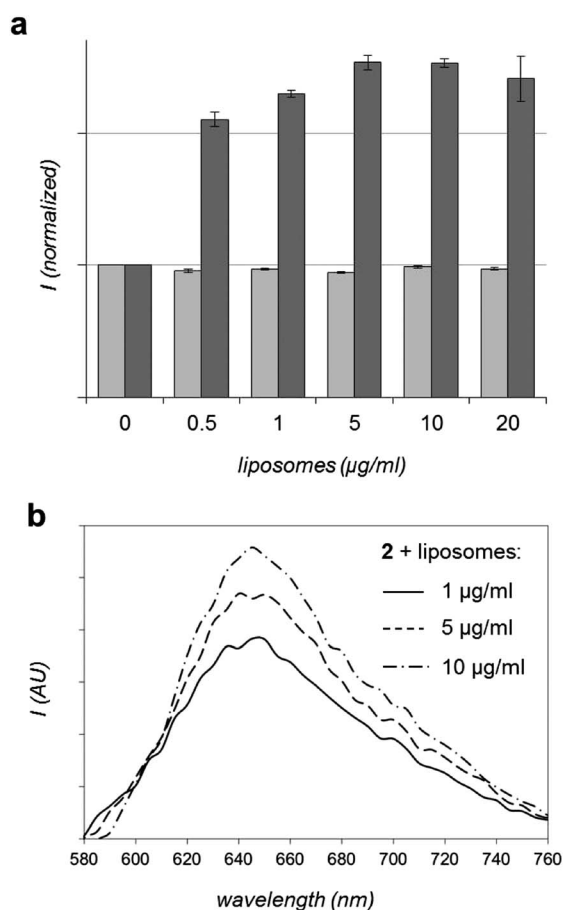 a
I (normalized)
0 0.5 1 5 10 20
liposomes (µg/ml)
b
2 + liposomes:
1 µg/ml
5 µg/ml
10 µg/ml
I (AU)
580 600 620 640 660 680 700 720 740 760
wavelength (nm)